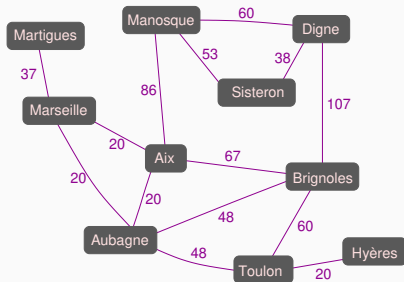 Manosque
60
Digne
Martigues
53
38
37
86
Sisteron
107
Marseille
20
Aix
67
20
20
Brignoles
48
60
Aubagne
48
Toulon
20
Hyères